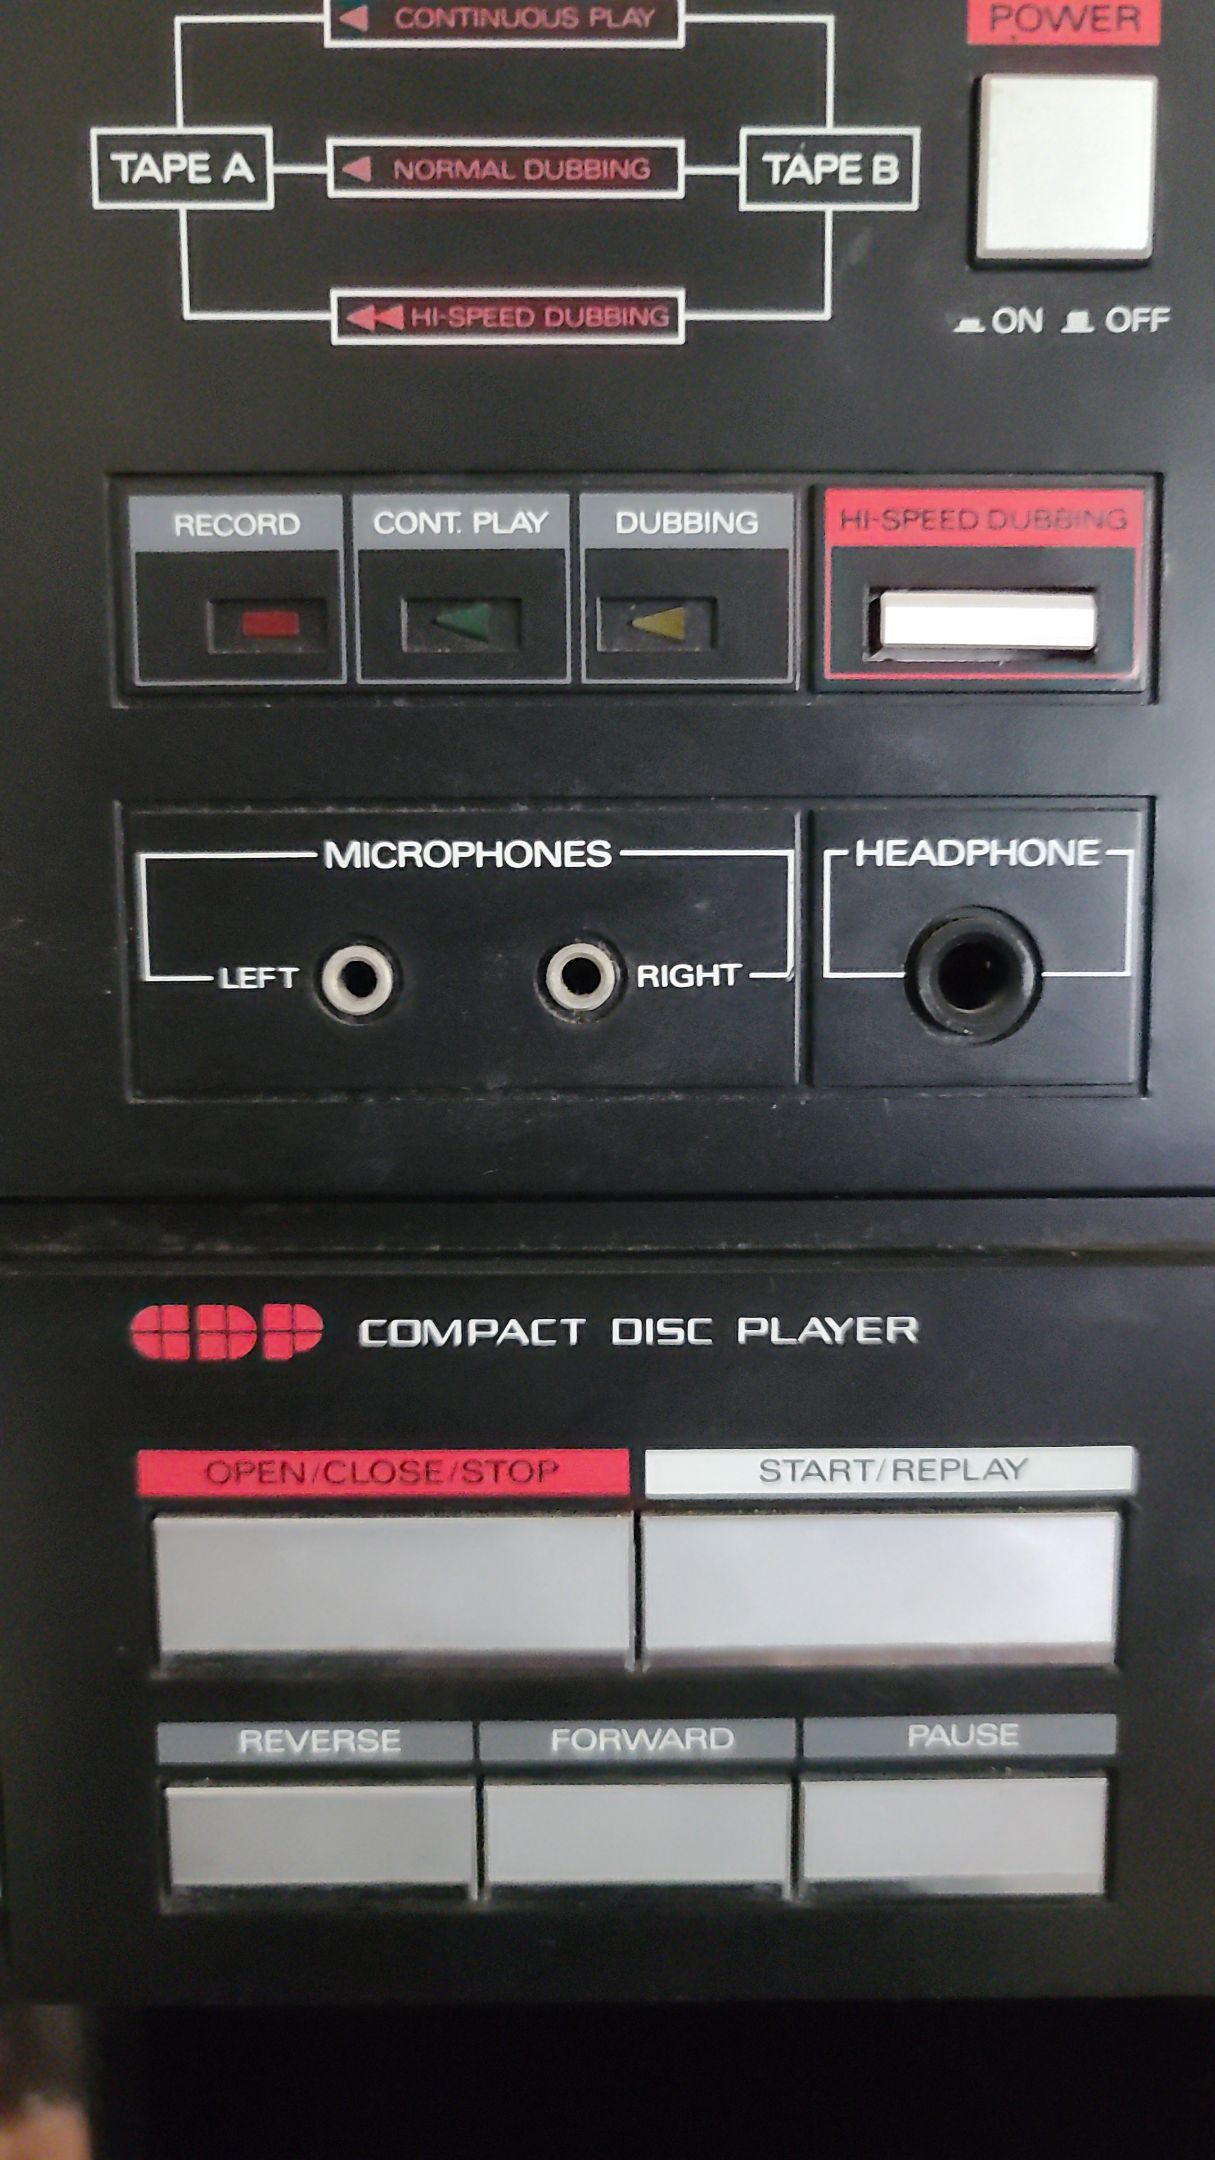 CONTINUOUS PLAY
POWER
TAPE A
NORMAL DUBBING
TAPE B
HI-SPEED DUBBING
ON OFF
RECORD
CONT. PLAY
DUBBING
HI-SPEED DUBBING
MICROPHONES
HEADPHONE
LEFT
RIGHT
CDP COMPACT DISC PLAYER
OPEN/CLOSE/STOP
START/REPLAY
REVERSE
FORWARD
PAUSE